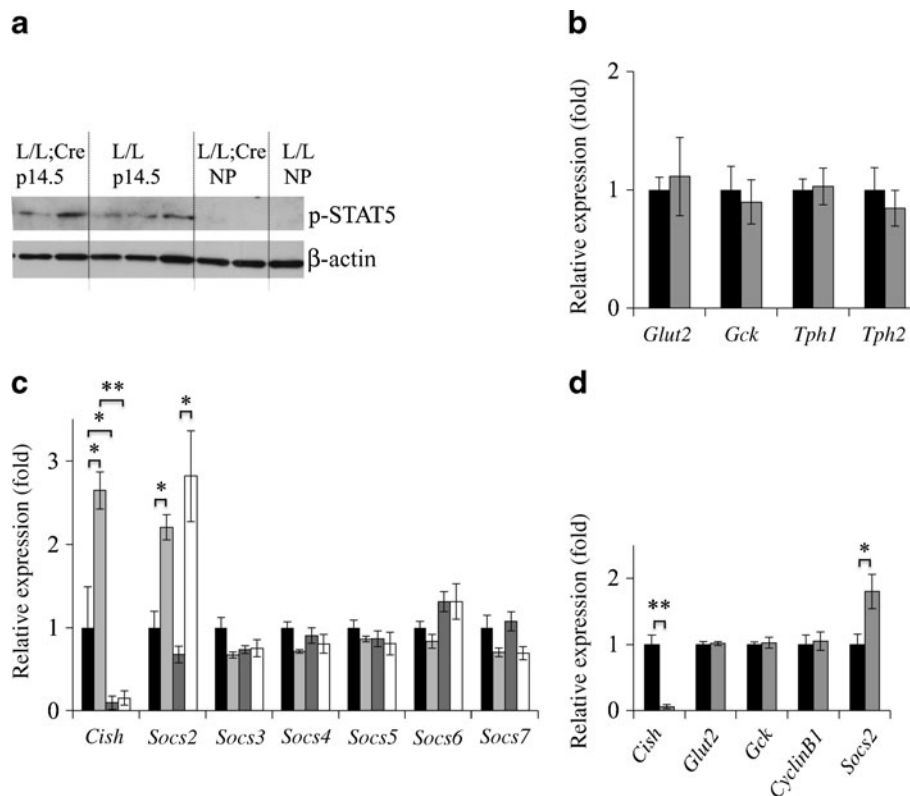 a
L/L;Cre p14.5
L/L p14.5
L/L;Cre NP
L/L NP
p-STAT5
β-actin
b
Relative expression (fold)
2
1
0
Glut2 Gck Tph1 Tph2
c
Relative expression (fold)
3
2
1
0
*
*
**
*
*
Cish Socs2 Socs3 Socs4 Socs5 Socs6 Socs7
d
Relative expression (fold)
2
1
0
**
*
Cish Glut2 Gck CyclinB1 Socs2